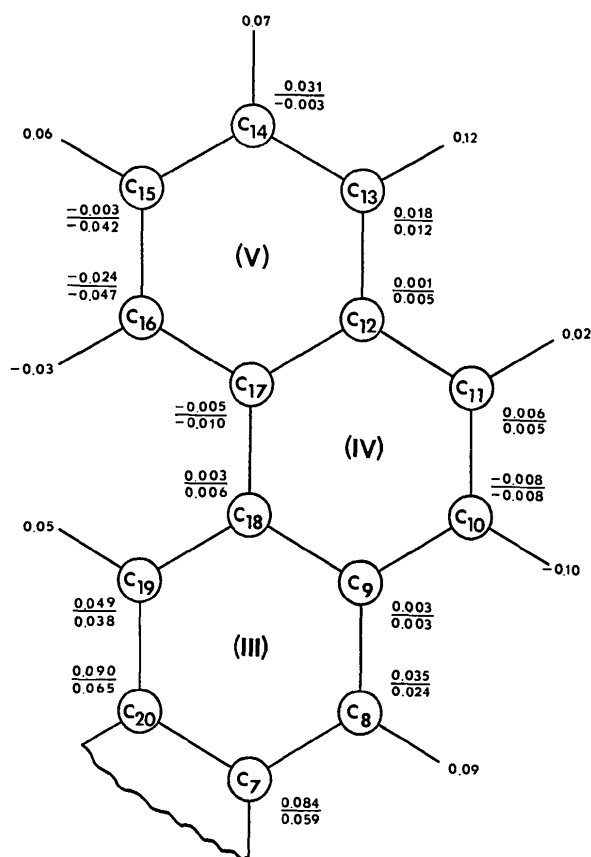 0.07
0.031
-0.003
C14
0.06
0.12
C15
C13
-0.003
-0.042
0.018
0.012
(V)
-0.024
-0.047
0.001
0.005
C16
C12
0.02
-0.03
C17
C11
-0.005
-0.010
0.006
0.005
(IV)
0.003
0.006
-0.008
-0.008
C18
C10
0.05
-0.10
C19
C9
0.049
0.038
0.003
0.003
(III)
0.090
0.065
0.035
0.024
C20
C8
0.09
C7
0.084
0.059